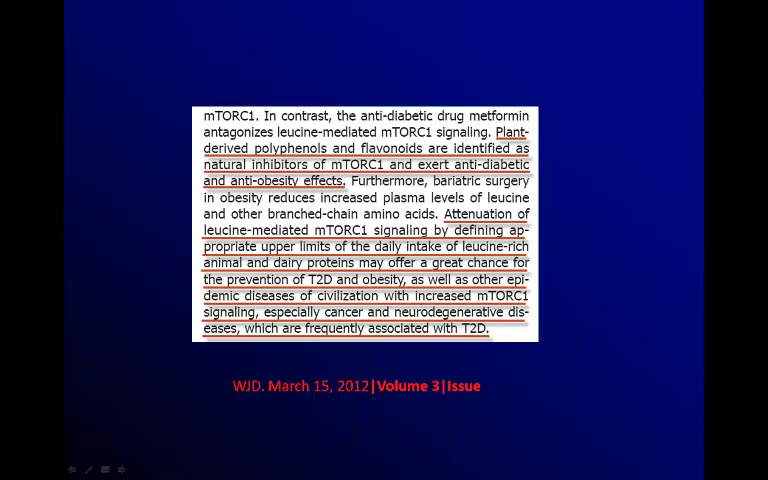 mTORC1. In contrast, the anti-diabetic drug metformin
antagonizes leucine-mediated mTORC1 signaling. Plant-
derived polyphenols and flavonoids are identified as
natural inhibitors of mTORC1 and exert anti-diabetic
and anti-obesity effects. Furthermore, bariatric surgery
in obesity reduces increased plasma levels of leucine
and other branched-chain amino acids. Attenuation of
leucine-mediated mTORC1 signaling by defining ap-
propriate upper limits of the daily intake of leucine-rich
animal and dairy proteins may offer a great chance for
the prevention of T2D and obesity, as well as other epi-
demic diseases of civilization with increased mTORC1
signaling, especially cancer and neurodegenerative dis-
eases, which are frequently associated with T2D.
WJD. March 15, 2012|Volume 3|Issue